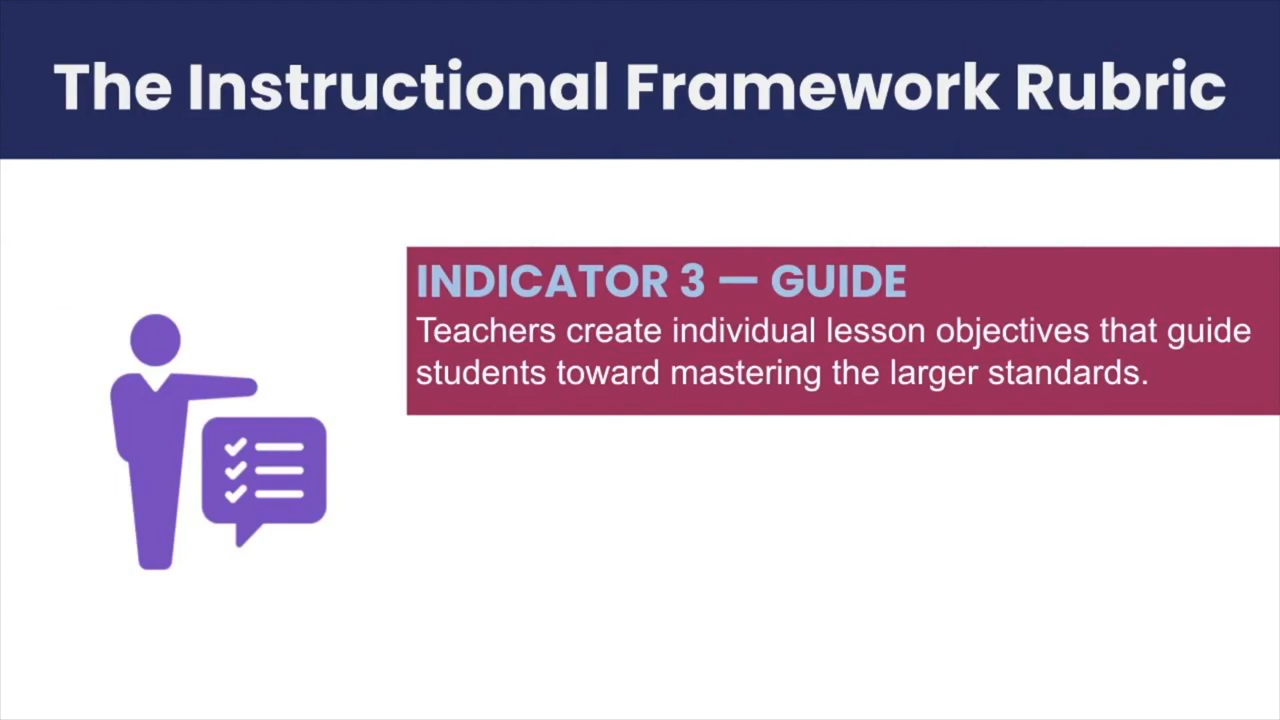 The Instructional Framework Rubric
INDICATOR 3 — GUIDE
Teachers create individual lesson objectives that guide
students toward mastering the larger standards.